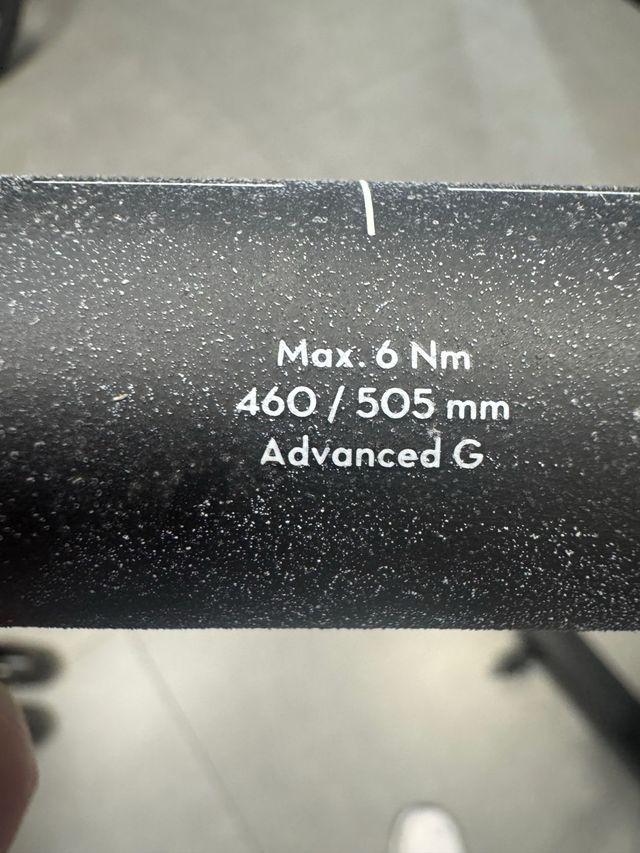 Max. 6 Nm
460 / 505 mm
Advanced G